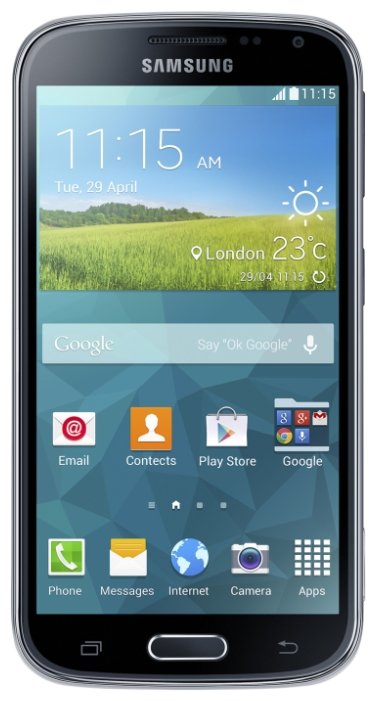 SAMSUNG
11:15
11:15 AM
Tue, 29 April
London 23°C
29/04 11:15
Google Say "Ok Google"
Email Contacts Play Store Google
Phone Messages Internet Camera Apps